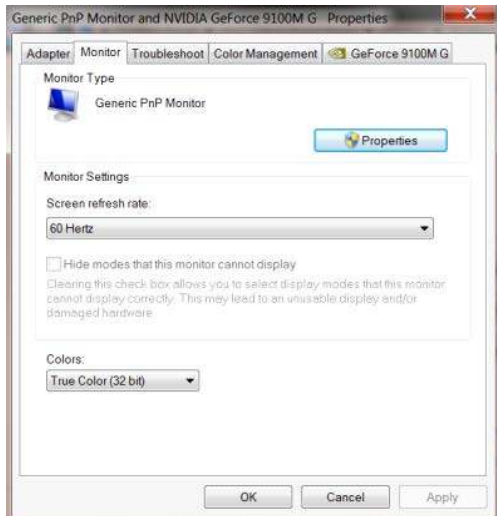 Generic PnP Monitor and NVIDIA GeForce 9100M G Properties
Adapter Monitor Troubleshoot Color Management GeForce 9100M G
Monitor Type
Generic PnP Monitor
Properties
Monitor Settings
Screen refresh rate:
60 Hertz
Hide modes that this monitor cannot display
Clearing this check box allows you to select display modes that this monitor
cannot display correctly. This may lead to an unusable display and/or
damaged hardware.
Colors:
True Color (32 bit)
OK Cancel Apply